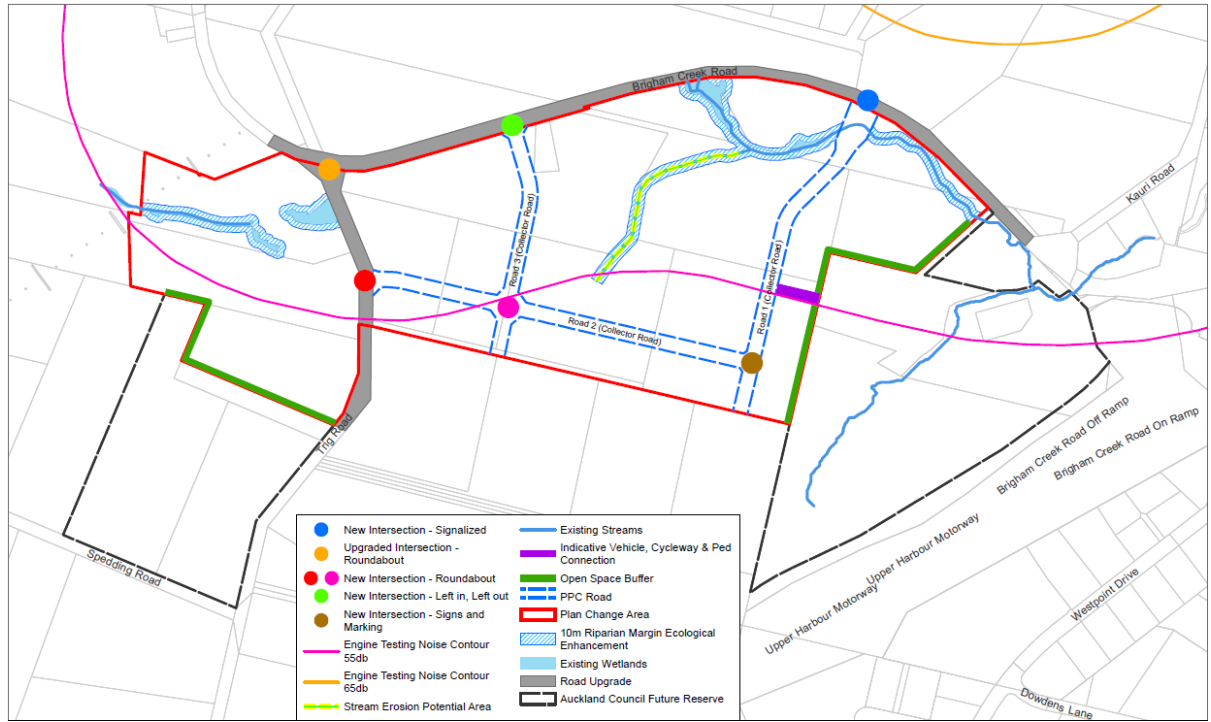 Brigham Creek Road
Kauri Road
Road 3 (Collector Road)
Road 1 (Collector Road)
Road 2 (Collector Road)
Trig Road
Spedding Road
Brigham Creek Road Off Ramp
Brigham Creek Road On Ramp
Upper Harbour Motorway
Upper Harbour Motorway
Westpoint Drive
Dowdens Lane
New Intersection - Signalized
Upgraded Intersection -
Roundabout
New Intersection - Roundabout
New Intersection - Left in, Left out
New Intersection - Signs and
Marking
Engine Testing Noise Contour
55db
Engine Testing Noise Contour
65db
Stream Erosion Potential Area
Existing Streams
Indicative Vehicle, Cycleway & Ped
Connection
Open Space Buffer
PPC Road
Plan Change Area
10m Riparian Margin Ecological
Enhancement
Existing Wetlands
Road Upgrade
Auckland Council Future Reserve